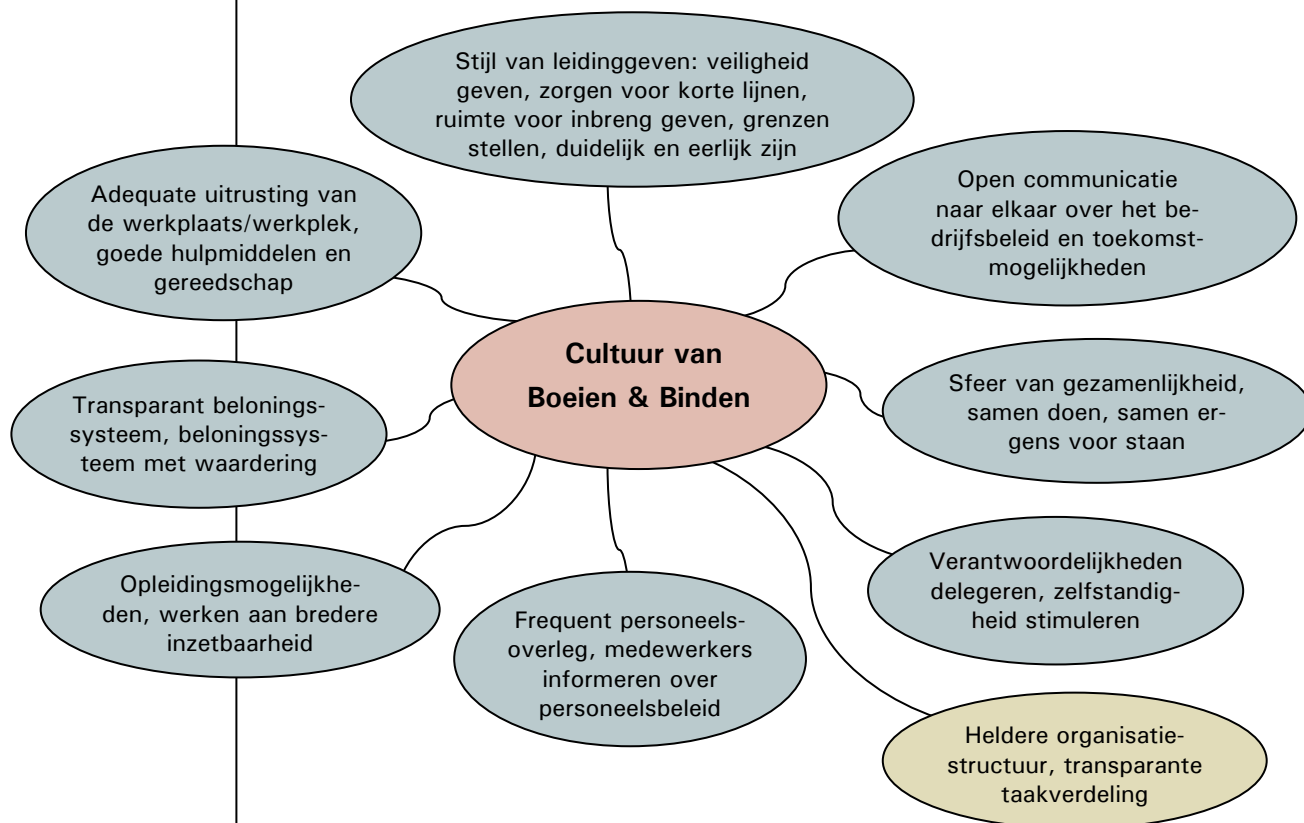 Stijl van leidinggeven: veiligheid
geven, zorgen voor korte lijnen,
ruimte voor inbreng geven, grenzen
stellen, duidelijk en eerlijk zijn
Adequate uitrusting van
de werkplaats/werkplek,
goede hulpmiddelen en
gereedschap
Open communicatie
naar elkaar over het be-
drijfsbeleid en toekomst-
mogelijkheden
Cultuur van
Boeien & Binden
Transparant belonings-
systeem, beloningssys-
teem met waardering
Sfeer van gezamenlijkheid,
samen doen, samen er-
gens voor staan
Opleidingsmogelijkhe-
den, werken aan bredere
inzetbaarheid
Frequent personeels-
overleg, medewerkers
informeren over
personeelsbeleid
Verantwoordelijkheden
delegeren, zelfstandig-
heid stimuleren
Heldere organisatie-
structuur, transparante
taakverdeling